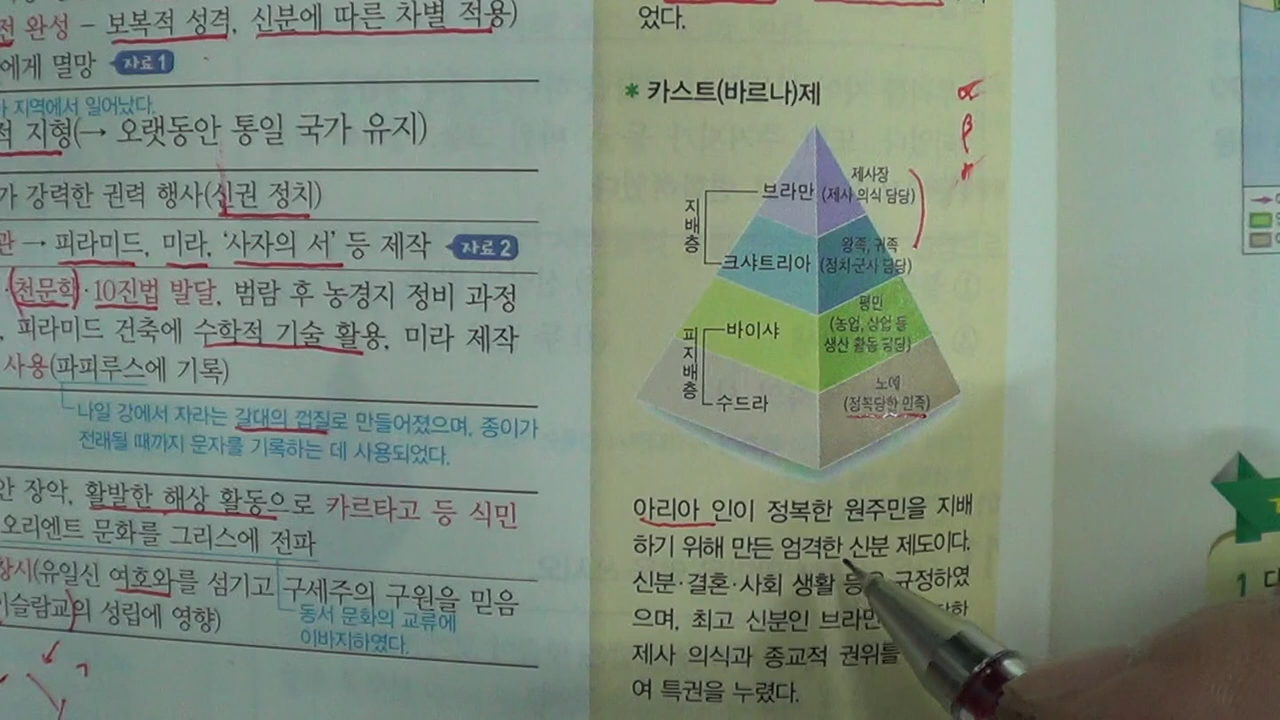 전 완성 – 보복적 성격, 신분에 따른 차별 적용)
에게 멸망 자료 1
지역에서 일어났다.
적 지형(→ 오랫동안 통일 국가 유지)
가 강력한 권력 행사(신권 정치)
관 → 피라미드, 미라, ‘사자의 서’ 등 제작 자료 2
·천문학·10진법 발달, 범람 후 농경지 정비 과정
, 피라미드 건축에 수학적 기술 활용, 미라 제작
사용(파피루스에 기록)
나일 강에서 자라는 갈대의 껍질로 만들어졌으며, 종이가
전래될 때까지 문자를 기록하는 데 사용되었다.
안 장악, 활발한 해상 활동으로 카르타고 등 식민
오리엔트 문화를 그리스에 전파
창시(유일신 여호와를 섬기고 구세주의 구원을 믿음
이슬람교의 성립에 영향)
동서 문화의 교류에
이바지하였다.
었다.
* 카스트(바르나)제
α
β
지배층
브라만
제사장
(제사 의식 담당)
크샤트리아
왕족, 귀족
(정치·군사 담당)
피지배층
바이샤
평민
(농업, 상업 등
생산 활동 담당)
수드라
노예
(정복당한 민족)
아리아 인이 정복한 원주민을 지배
하기 위해 만든 엄격한 신분 제도이다.
신분·결혼·사회 생활 등을 규정하였
으며, 최고 신분인 브라만
제사 의식과 종교적 권위를
여 특권을 누렸다.
1